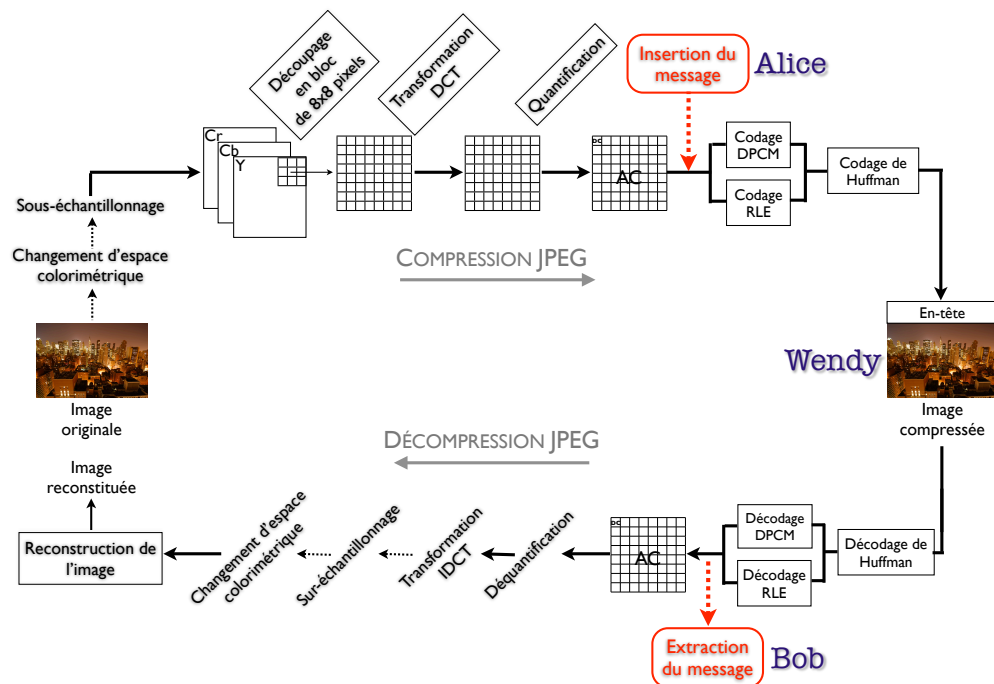 Découpage
en bloc
de 8x8 pixels
Transformation
DCT
Quantification
Insertion du
message
Alice
Cr
Cb
Y
DC
AC
Codage
DPCM
Codage
RLE
Codage de
Huffman
Sous-échantillonnage
Changement d'espace
colorimétrique
COMPRESSION JPEG
Image
originale
En-tête
Wendy
Image
compressée
DÉCOMPRESSION JPEG
Image
reconstituée
Reconstruction de
l'image
Changement d'espace
colorimétrique
Sur-échantillonnage
Transformation
IDCT
Déquantification
DC
AC
Décodage
DPCM
Décodage
RLE
Décodage de
Huffman
Extraction
du message
Bob